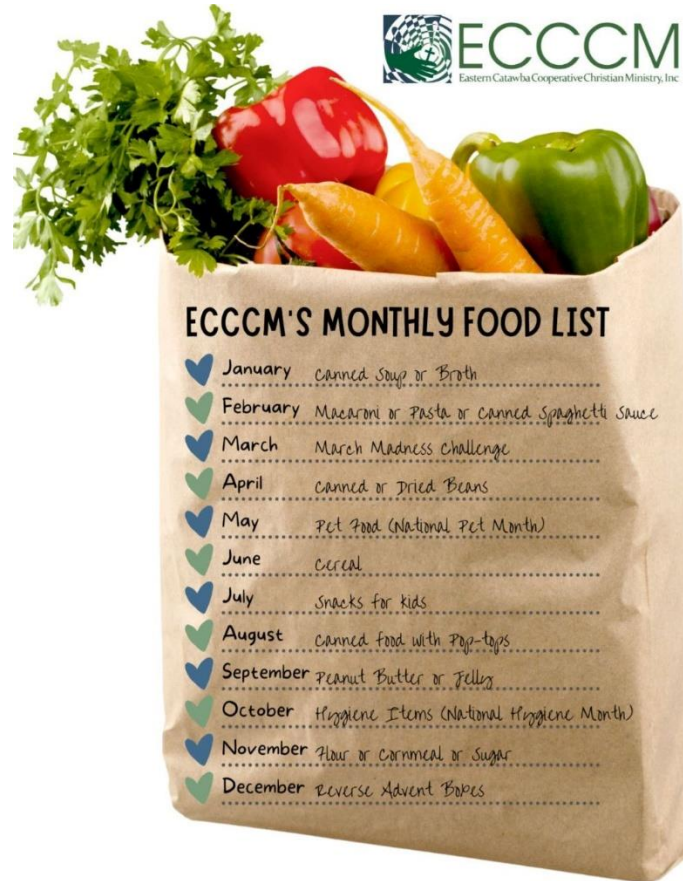 ECCCM
Eastern Catawba Cooperative Christian Ministry, Inc
ECCCM'S MONTHLY FOOD LIST
January Canned Soup or Broth
February Macaroni or Pasta or Canned Spaghetti Sauce
March March Madness Challenge
April Canned or Dried Beans
May Pet Food (National Pet Month)
June Cereal
July Snacks for kids
August Canned food with Pop-tops
September Peanut Butter or Jelly
October Hygiene Items (National Hygiene Month)
November Flour or Cornmeal or Sugar
December Reverse Advent Boxes